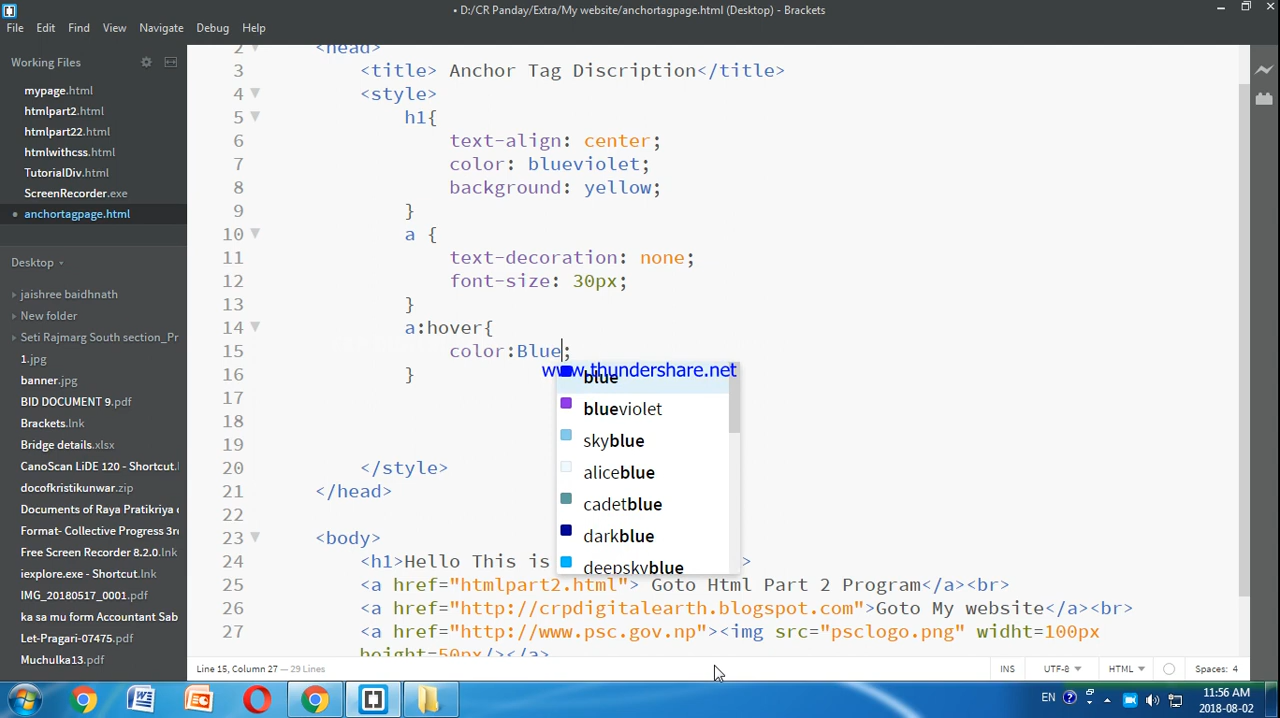 • D:/CR Panday/Extra/My website/anchortagpage.html (Desktop) - Brackets
File Edit Find View Navigate Debug Help
Working Files
mypage.html
htmlpart2.html
htmlpart22.html
htmlwithcss.html
TutorialDiv.html
ScreenRecorder.exe
• anchortagpage.html
Desktop
jaishree baidhnath
New folder
Seti Rajmarg South section_Pr
1.jpg
banner.jpg
BID DOCUMENT 9.pdf
Brackets.lnk
Bridge details.xlsx
CanoScan LiDE 120 - Shortcut.l
docofkristikunwar.zip
Documents of Raya Pratikriya
Format- Collective Progress 3r
Free Screen Recorder 8.2.0.lnk
iexplore.exe - Shortcut.lnk
IMG_20180517_0001.pdf
ka sa mu form Accountant Sab
Let-Pragari-07475.pdf
Muchulka13.pdf
2 <head>
3 <title> Anchor Tag Discription</title>
4 <style>
5 h1{
6 text-align: center;
7 color: blueviolet;
8 background: yellow;
9 }
10 a {
11 text-decoration: none;
12 font-size: 30px;
13 }
14 a:hover{
15 color:Blue;
16 }
17
18
19
20 </style>
21 </head>
22
23 <body>
24 <h1>Hello This is >
25 <a href="htmlpart2.html"> Goto Html Part 2 Program</a><br>
26 <a href="http://crpdigitalearth.blogspot.com">Goto My website</a><br>
27 <a href="http://www.psc.gov.np"><img src="psclogo.png" widht=100px
height=50px/></a>
www.thundershare.net
blue
blueviolet
skyblue
aliceblue
cadetblue
darkblue
deepskyblue
Line 15, Column 27 — 29 Lines
INS UTF-8 HTML Spaces: 4
EN 11:56 AM
2018-08-02